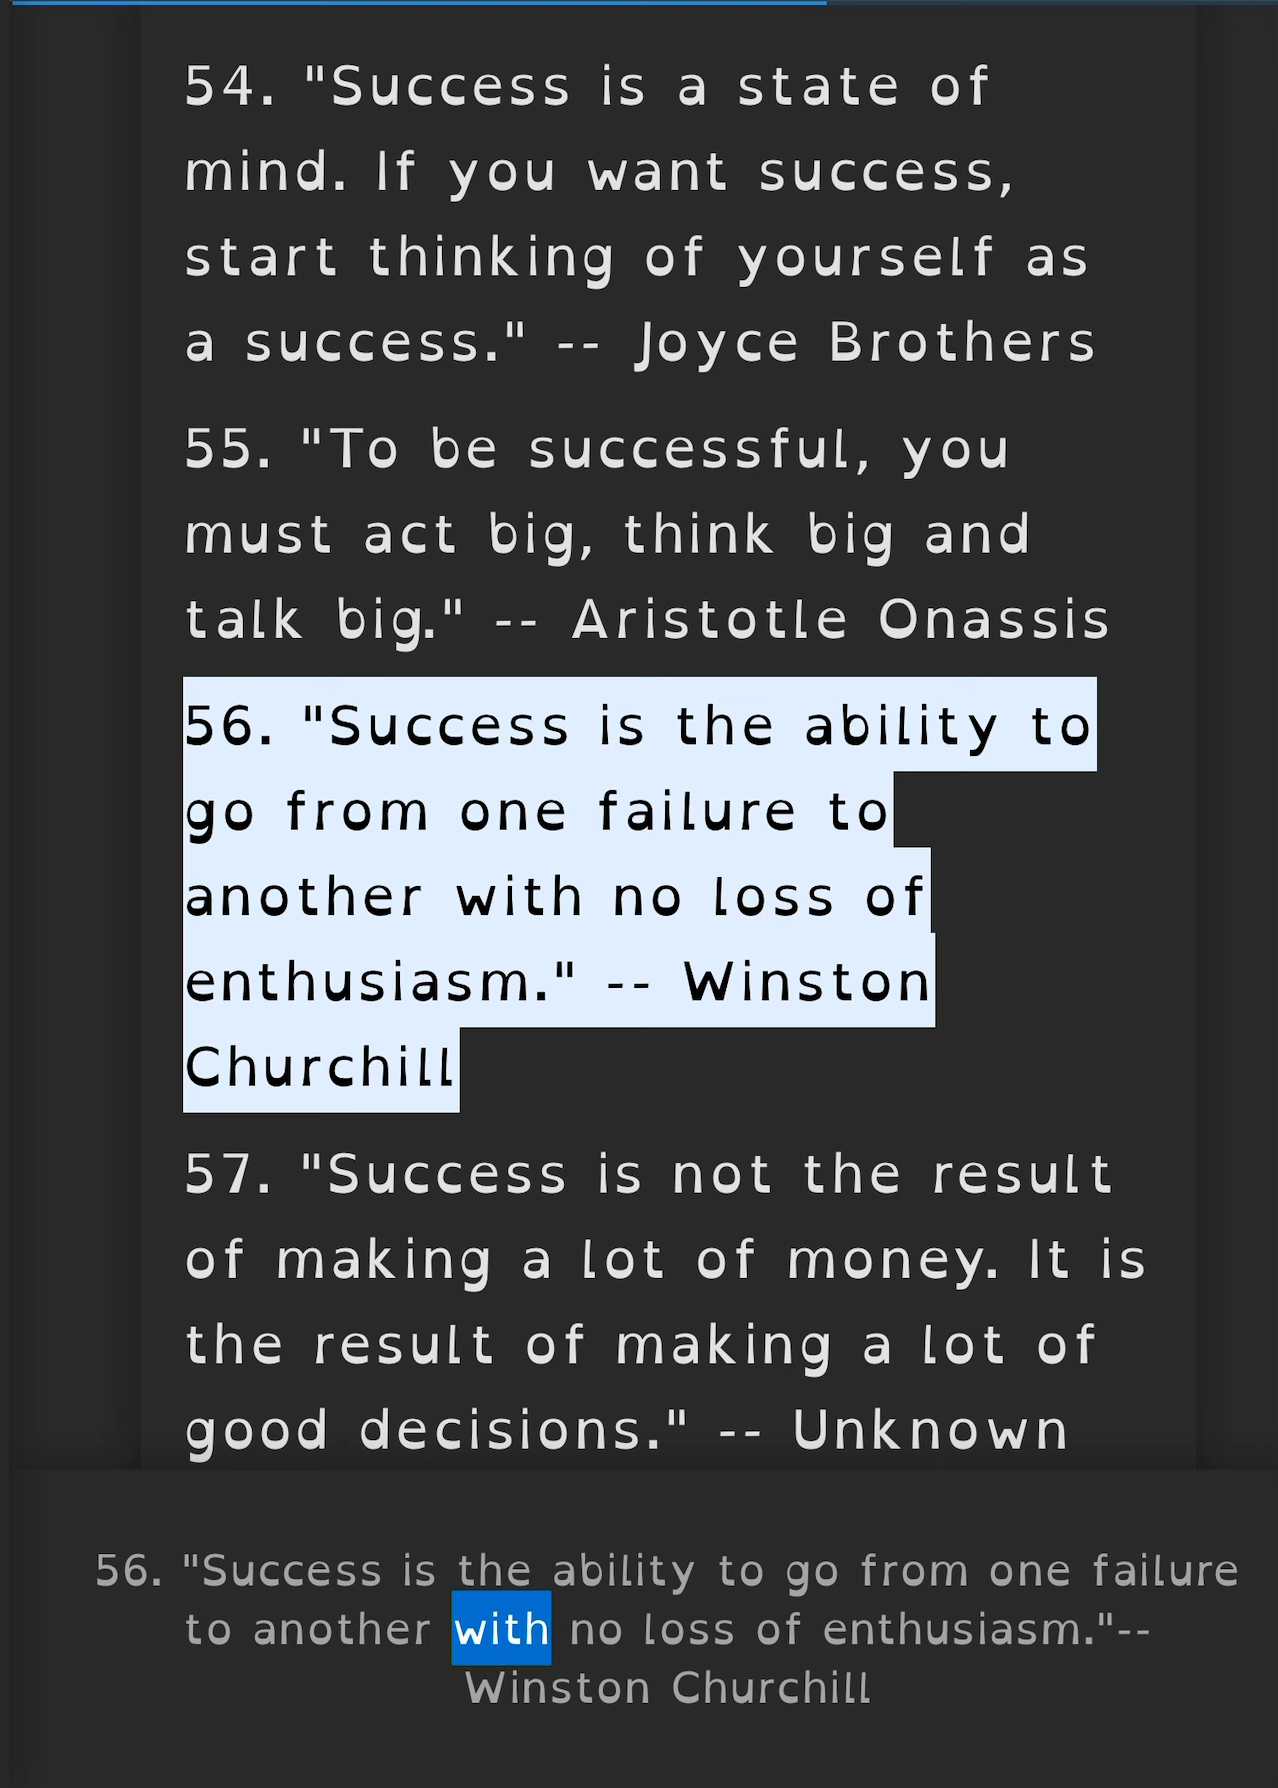 54. "Success is a state of
mind. If you want success,
start thinking of yourself as
a success." -- Joyce Brothers
55. "To be successful, you
must act big, think big and
talk big." -- Aristotle Onassis
56. "Success is the ability to
go from one failure to
another with no loss of
enthusiasm." -- Winston
Churchill
57. "Success is not the result
of making a lot of money. It is
the result of making a lot of
good decisions." -- Unknown
56. "Success is the ability to go from one failure
to another with no loss of enthusiasm."--
Winston Churchill